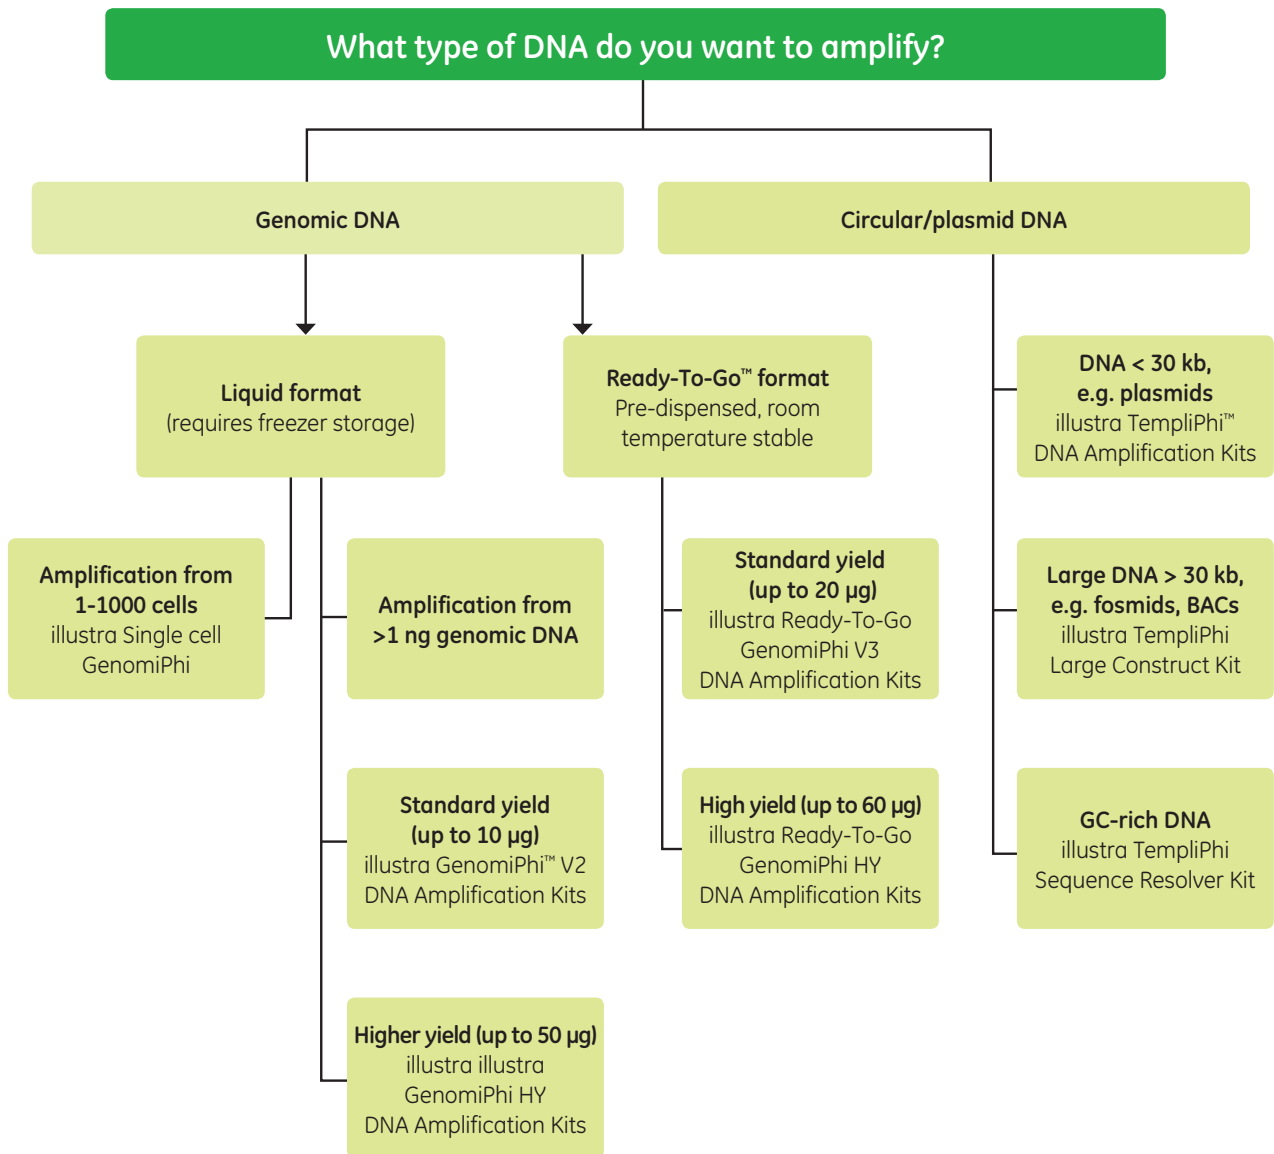 What type of DNA do you want to amplify?
Genomic DNA
Circular/plasmid DNA
Liquid format
(requires freezer storage)
Ready-To-Go™ format
Pre-dispensed, room
temperature stable
DNA < 30 kb,
e.g. plasmids
illustra TempliPhi™
DNA Amplification Kits
Amplification from
1-1000 cells
illustra Single cell
GenomiPhi
Amplification from
>1 ng genomic DNA
Standard yield
(up to 20 µg)
illustra Ready-To-Go
GenomiPhi V3
DNA Amplification Kits
Large DNA > 30 kb,
e.g. fosmids, BACs
illustra TempliPhi
Large Construct Kit
Standard yield
(up to 10 µg)
illustra GenomiPhi™ V2
DNA Amplification Kits
High yield (up to 60 µg)
illustra Ready-To-Go
GenomiPhi HY
DNA Amplification Kits
GC-rich DNA
illustra TempliPhi
Sequence Resolver Kit
Higher yield (up to 50 µg)
illustra illustra
GenomiPhi HY
DNA Amplification Kits